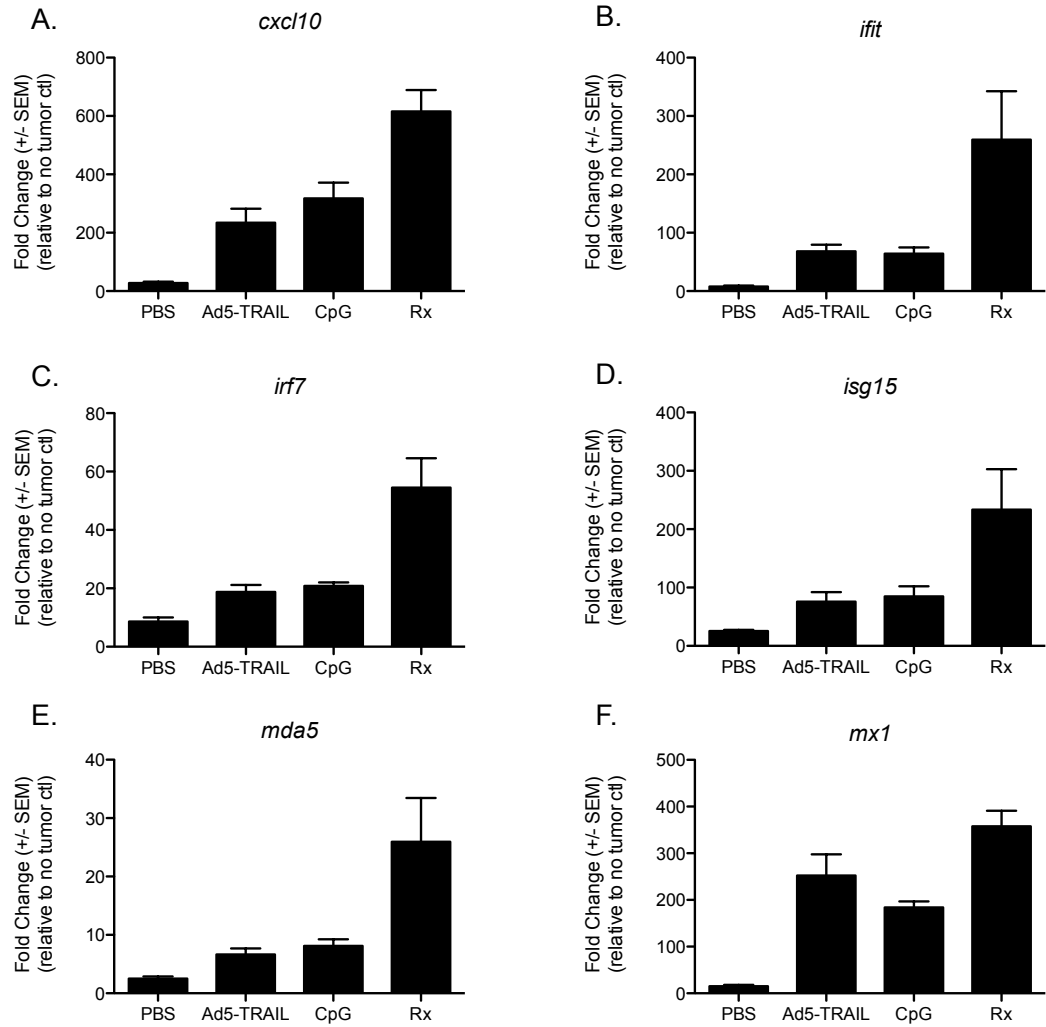 A.
cxcl10
Fold Change (+/- SEM)
(relative to no tumor ctl)
800
600
400
200
0
PBS Ad5-TRAIL CpG Rx
B.
ifit
Fold Change (+/- SEM)
(relative to no tumor ctl)
400
300
200
100
0
PBS Ad5-TRAIL CpG Rx
C.
irf7
Fold Change (+/- SEM)
(relative to no tumor ctl)
80
60
40
20
0
PBS Ad5-TRAIL CpG Rx
D.
isg15
Fold Change (+/- SEM)
(relative to no tumor ctl)
400
300
200
100
0
PBS Ad5-TRAIL CpG Rx
E.
mda5
Fold Change (+/- SEM)
(relative to no tumor ctl)
40
30
20
10
0
PBS Ad5-TRAIL CpG Rx
F.
mx1
Fold Change (+/- SEM)
(relative to no tumor ctl)
500
400
300
200
100
0
PBS Ad5-TRAIL CpG Rx